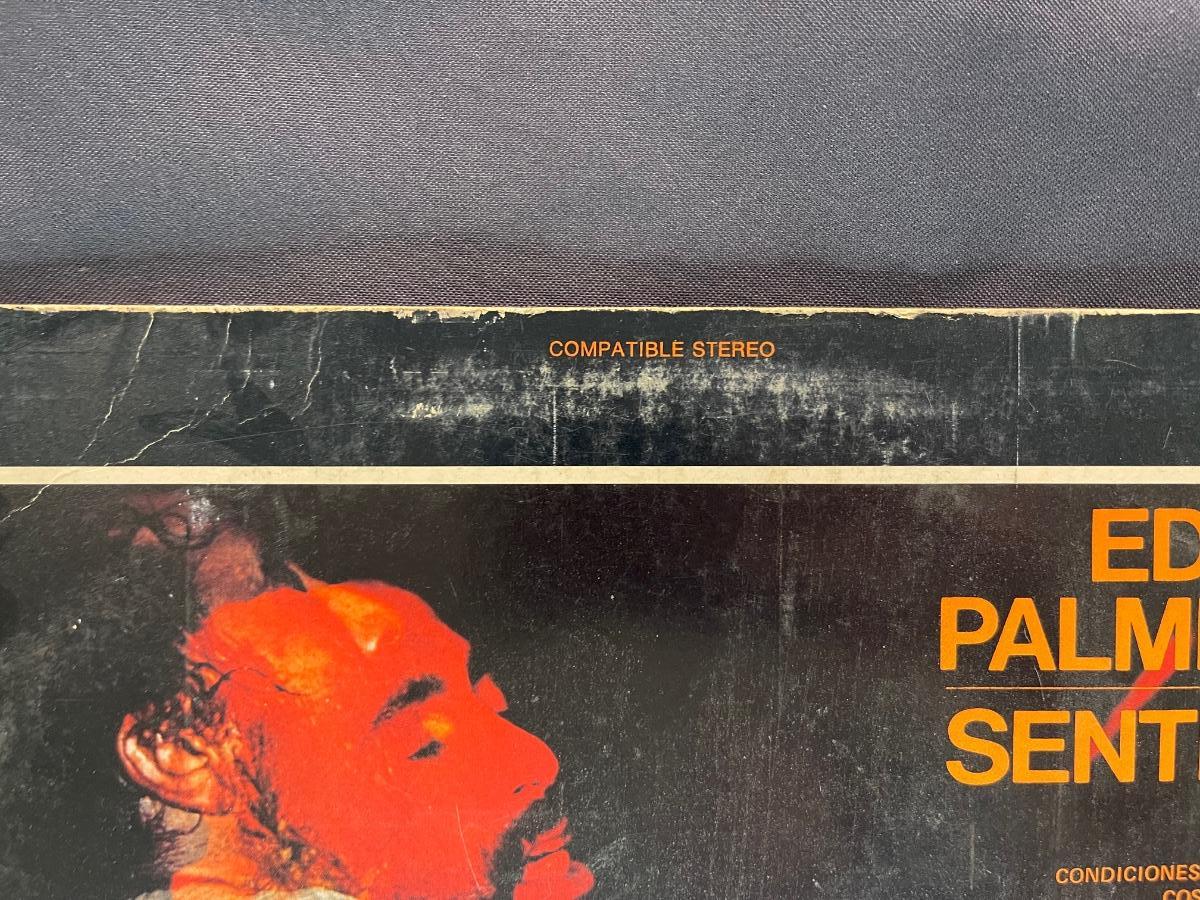 COMPATIBLE STEREO
ED
PALM
SENT
CONDICIONES
COS